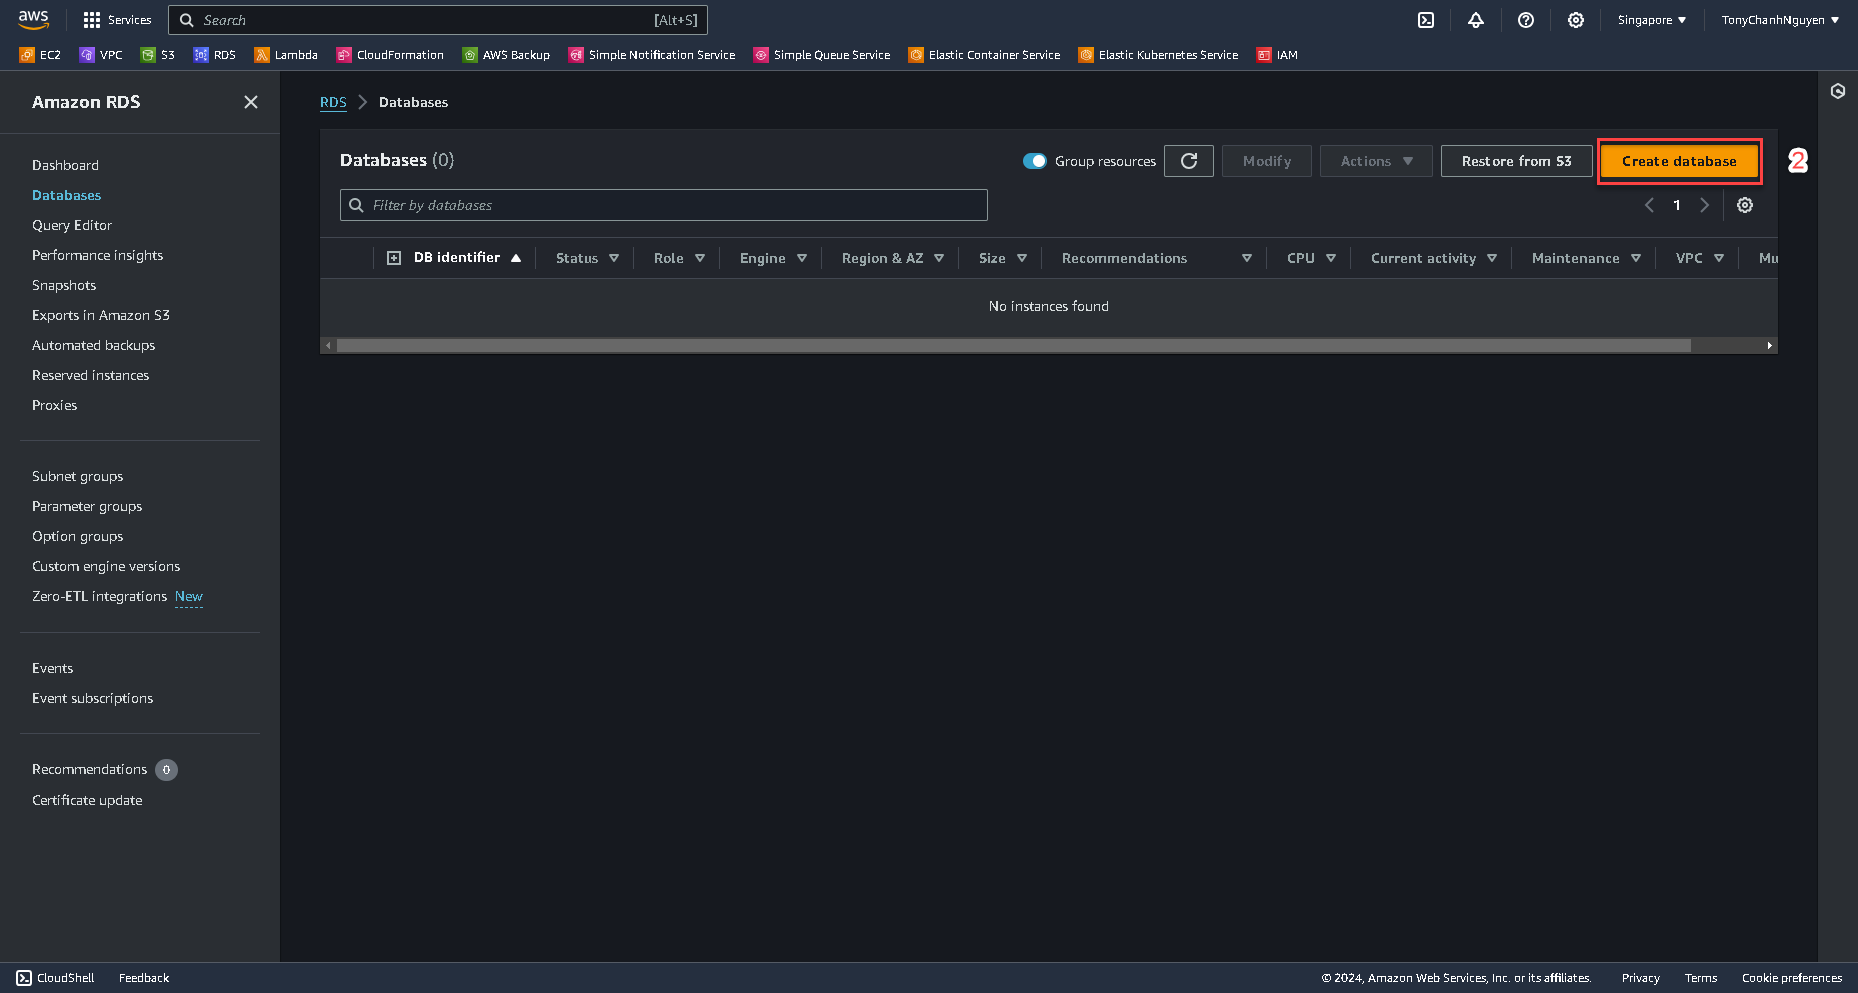 aws Services Search [Alt+S] Singapore TonyChanhNguyen
EC2 VPC S3 RDS Lambda CloudFormation AWS Backup Simple Notification Service Simple Queue Service Elastic Container Service Elastic Kubernetes Service IAM
Amazon RDS
Dashboard
Databases
Query Editor
Performance insights
Snapshots
Exports in Amazon S3
Automated backups
Reserved instances
Proxies
Subnet groups
Parameter groups
Option groups
Custom engine versions
Zero-ETL integrations New
Events
Event subscriptions
Recommendations 0
Certificate update
RDS Databases
Databases (0) Group resources Modify Actions Restore from S3 Create database 2
Filter by databases 1
DB identifier Status Role Engine Region & AZ Size Recommendations CPU Current activity Maintenance VPC Mu
No instances found
CloudShell Feedback © 2024, Amazon Web Services, Inc. or its affiliates. Privacy Terms Cookie preferences